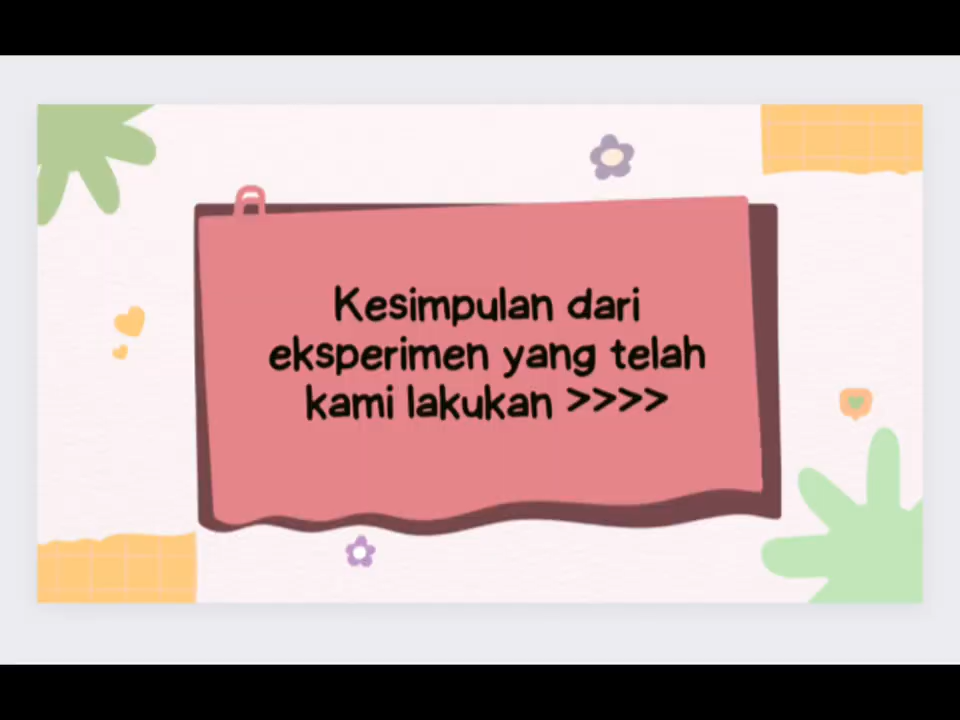 Kesimpulan dari
eksperimen yang telah
kami lakukan >>>>